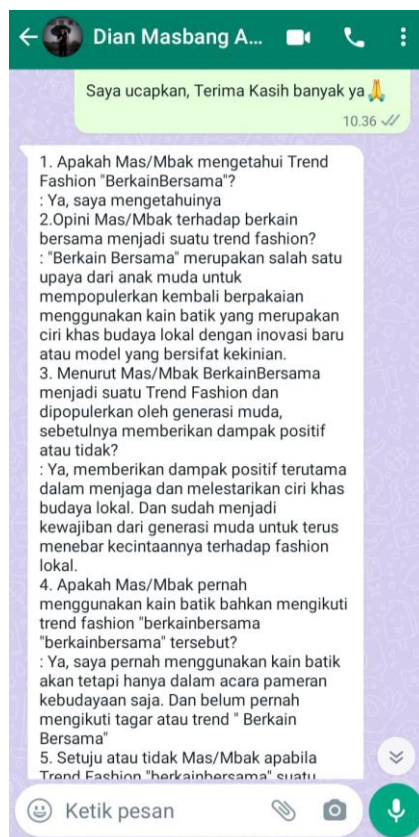 Dian Masbang A...
Saya ucapkan, Terima Kasih banyak ya🙏
10.36
1. Apakah Mas/Mbak mengetahui Trend
Fashion "BerkainBersama"?
: Ya, saya mengetahuinya
2.Opini Mas/Mbak terhadap berkain
bersama menjadi suatu trend fashion?
: "Berkain Bersama" merupakan salah satu
upaya dari anak muda untuk
mempopulerkan kembali berpakaian
menggunakan kain batik yang merupakan
ciri khas budaya lokal dengan inovasi baru
atau model yang bersifat kekinian.
3. Menurut Mas/Mbak BerkainBersama
menjadi suatu Trend Fashion dan
dipopulerkan oleh generasi muda,
sebetulnya memberikan dampak positif
atau tidak?
: Ya, memberikan dampak positif terutama
dalam menjaga dan melestarikan ciri khas
budaya lokal. Dan sudah menjadi
kewajiban dari generasi muda untuk terus
menebar kecintaannya terhadap fashion
lokal.
4. Apakah Mas/Mbak pernah
menggunakan kain batik bahkan mengikuti
trend fashion "berkainbersama
"berkainbersama" tersebut?
: Ya, saya pernah menggunakan kain batik
akan tetapi hanya dalam acara pameran
kebudayaan saja. Dan belum pernah
mengikuti tagar atau trend " Berkain
Bersama"
5. Setuju atau tidak Mas/Mbak apabila
Trend Fashion "berkainbersama" suatu
Ketik pesan